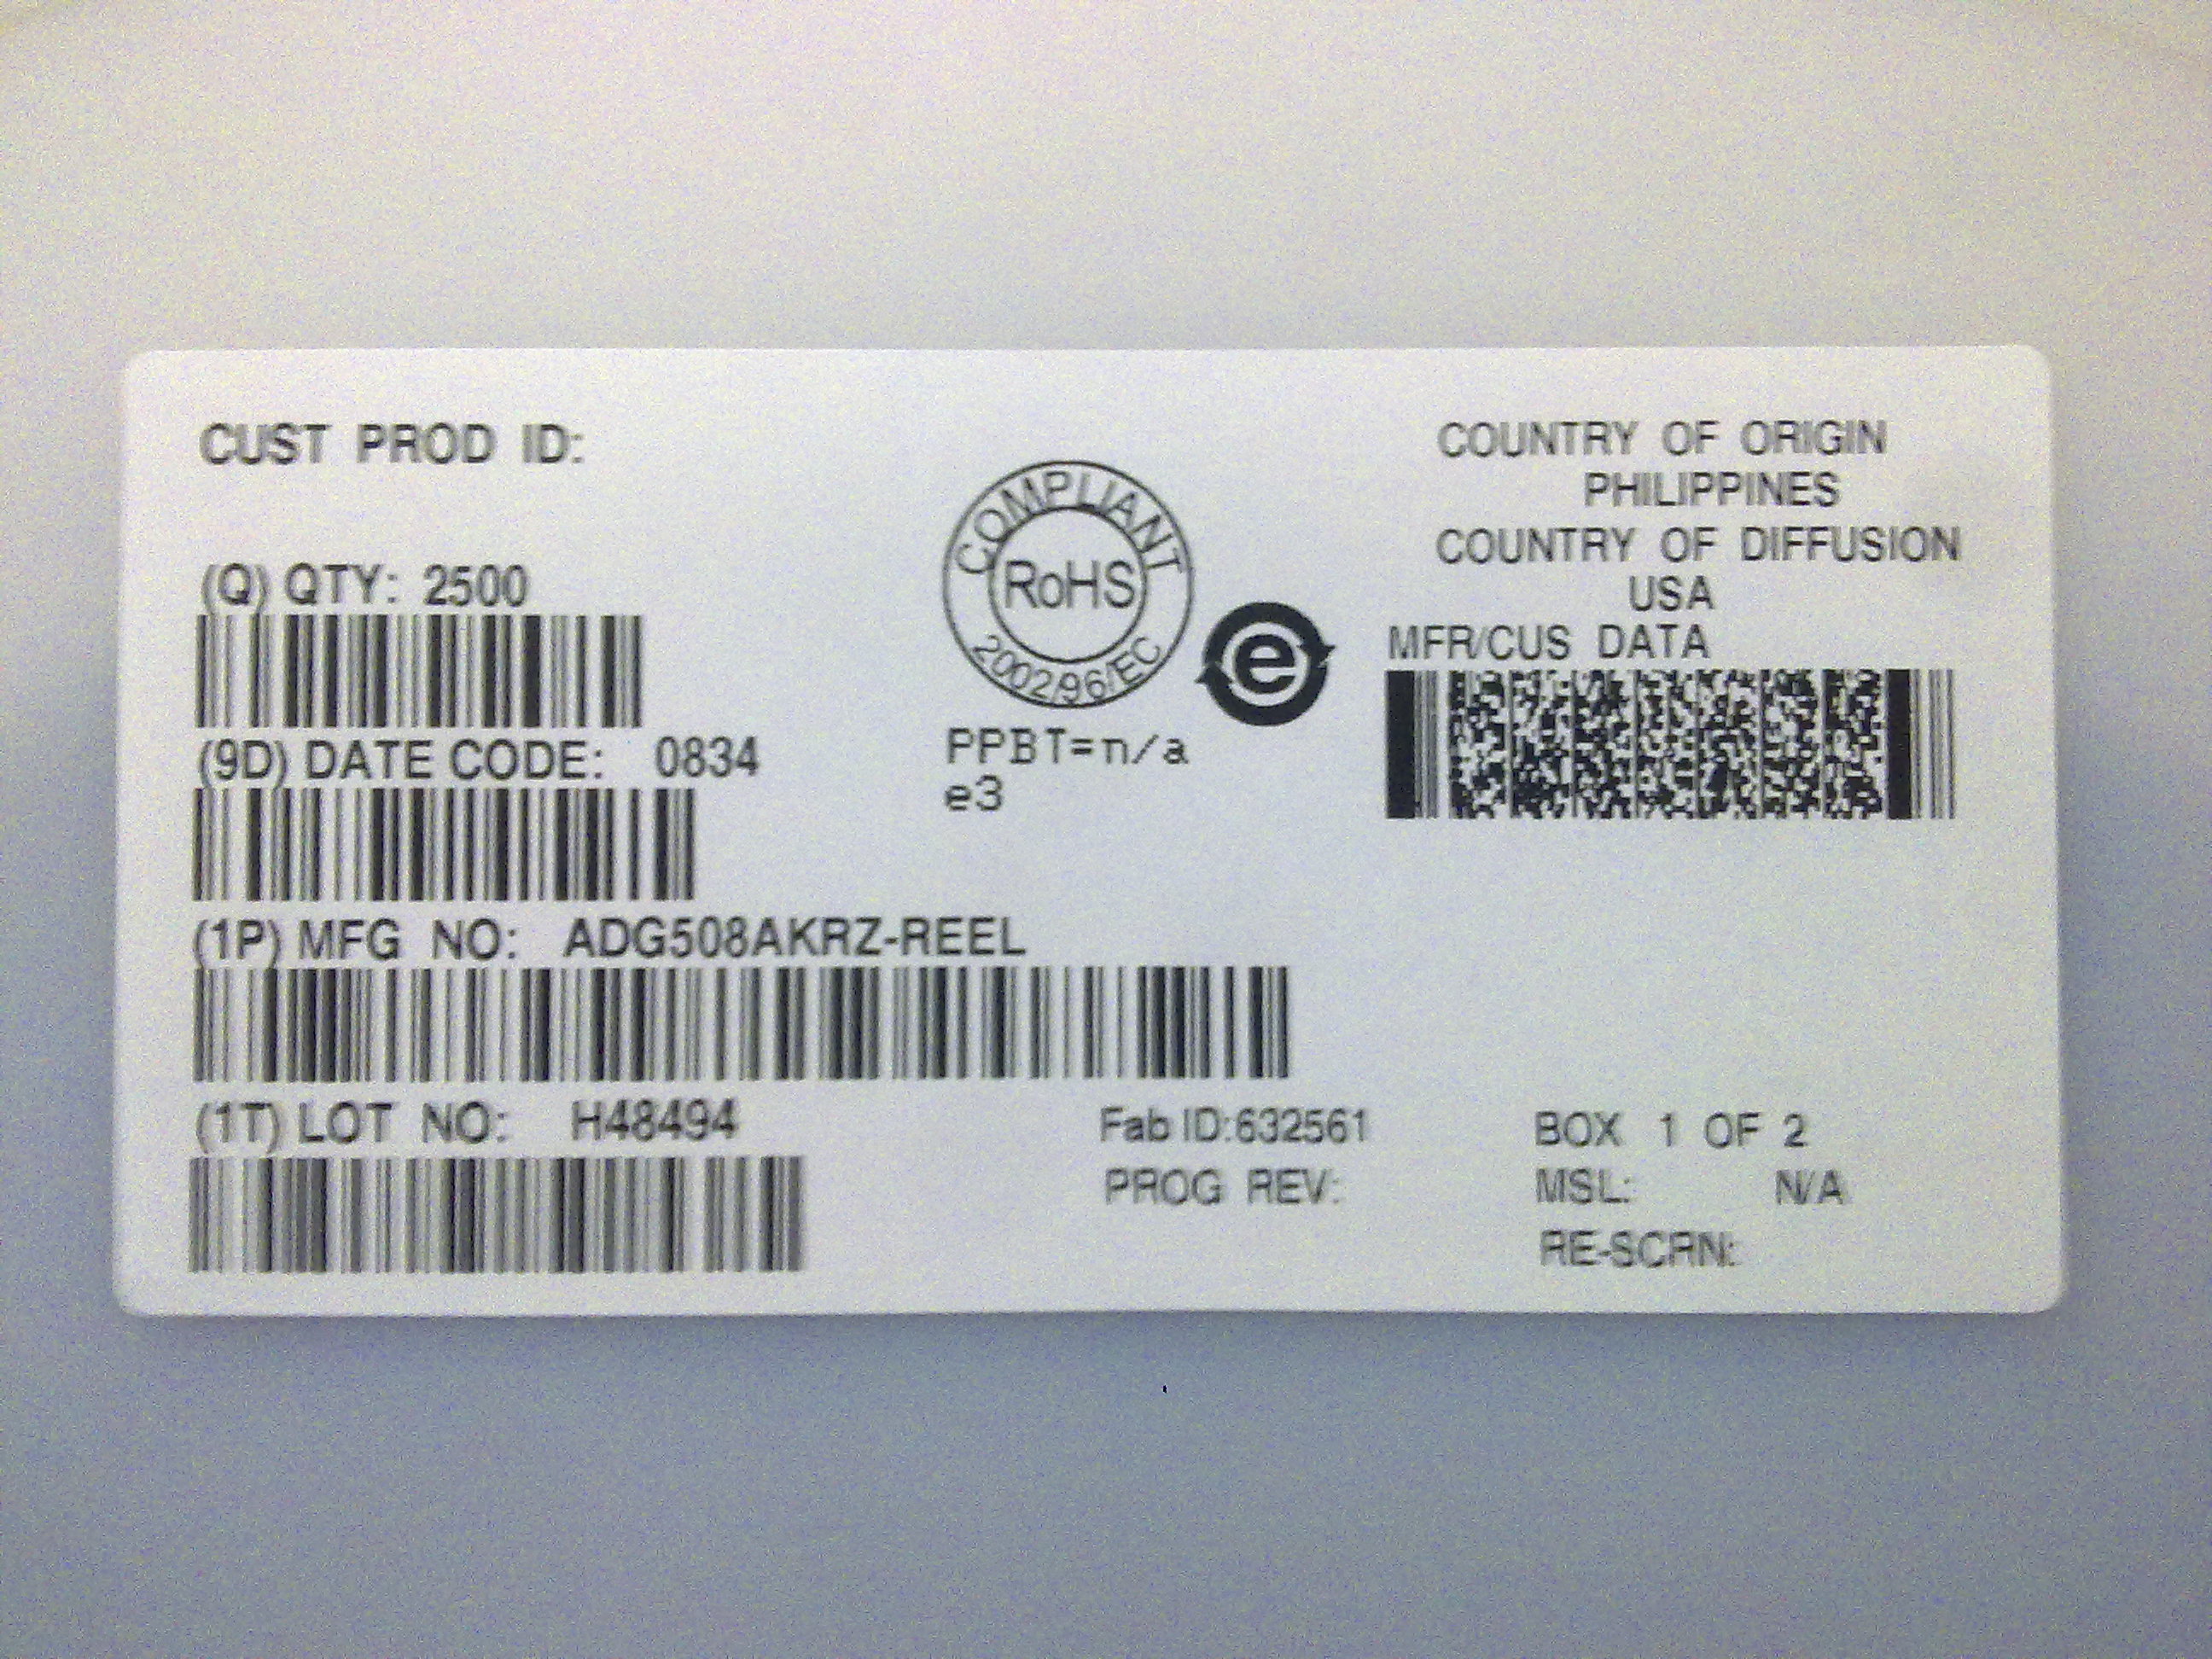 CUST PROD ID:
(Q) QTY: 2500
(9D) DATE CODE: 0834
(1P) MFG NO: ADG508AKRZ-REEL
(1T) LOT NO: H48494
COMPLIANT
RoHS
2002/96/EC
e
PPBT=n/a
e3
COUNTRY OF ORIGIN
PHILIPPINES
COUNTRY OF DIFFUSION
USA
MFR/CUS DATA
Fab ID:632561
PROG REV:
BOX 1 OF 2
MSL: N/A
RE-SCRN: